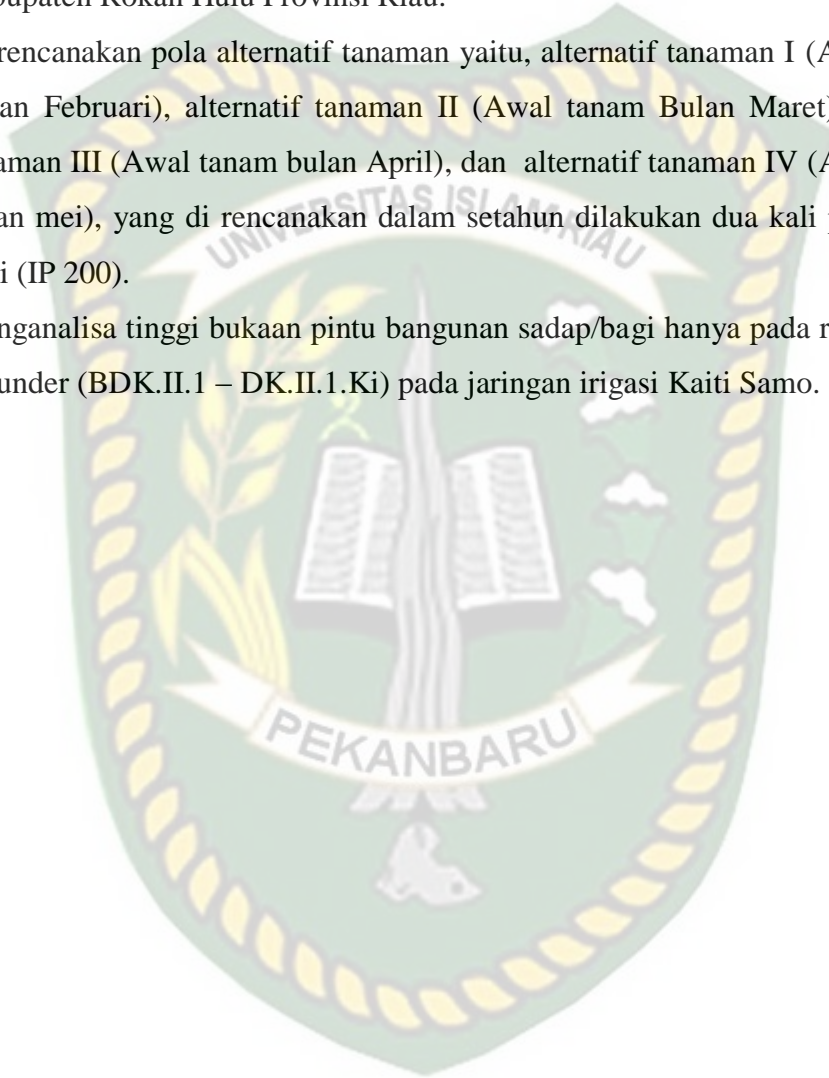 bupaten Rokan Hulu Provinsi Riau.
rencanakan pola alternatif tanaman yaitu, alternatif tanaman I (A
an Februari), alternatif tanaman II (Awal tanam Bulan Maret)
aman III (Awal tanam bulan April), dan alternatif tanaman IV (A
an mei), yang di rencanakan dalam setahun dilakukan dua kali p
i (IP 200).
nganalisa tinggi bukaan pintu bangunan sadap/bagi hanya pada r
under (BDK.II.1 – DK.II.1.Ki) pada jaringan irigasi Kaiti Samo.
UNIVERSITAS ISLAM RIAU
PEKANBARU